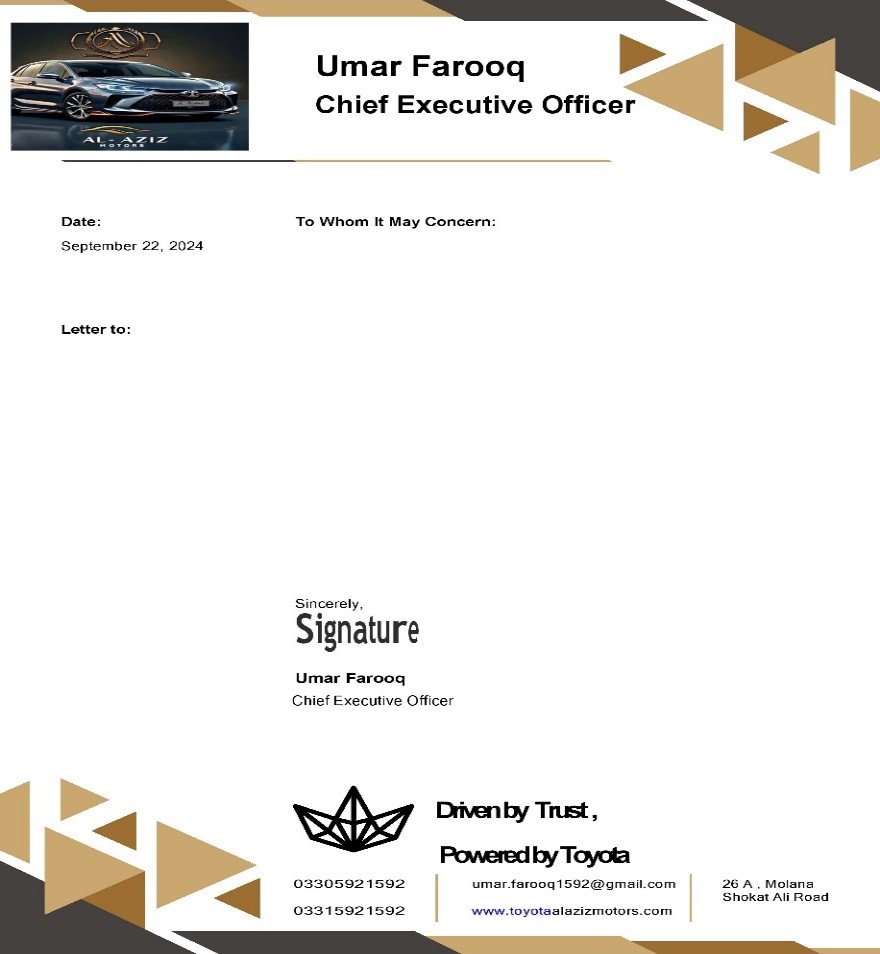 Umar Farooq
Chief Executive Officer
AL- AZIZ
MOTORS
Date:
To Whom It May Concern:
September 22, 2024
Letter to:
Sincerely,
Signature
Umar Farooq
Chief Executive Officer
Driven by Trust ,
Powered by Toyota
03305921592
umar.farooq1592@gmail.com
26 A , Molana
Shokat Ali Road
03315921592
www.toyotaalazizmotors.com